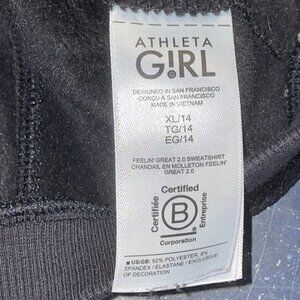 ATHLETA
G!RL
DESIGNED IN SAN FRANCISCO
CONÇU À SAN FRANCISCO
MADE IN VIETNAM
XL/14
TG/14
EG/14
FEELIN' GREAT 2.0 SWEATSHIRT
CHANDAIL EN MOLLETON FEELIN'
GREAT 2.0
Certified
Certifiée
B
Entreprise
Corporation
US/GB: 92% POLYESTER, 8%
SPANDEX / ELASTANE / EXCLUSIVE
OF DECORATION